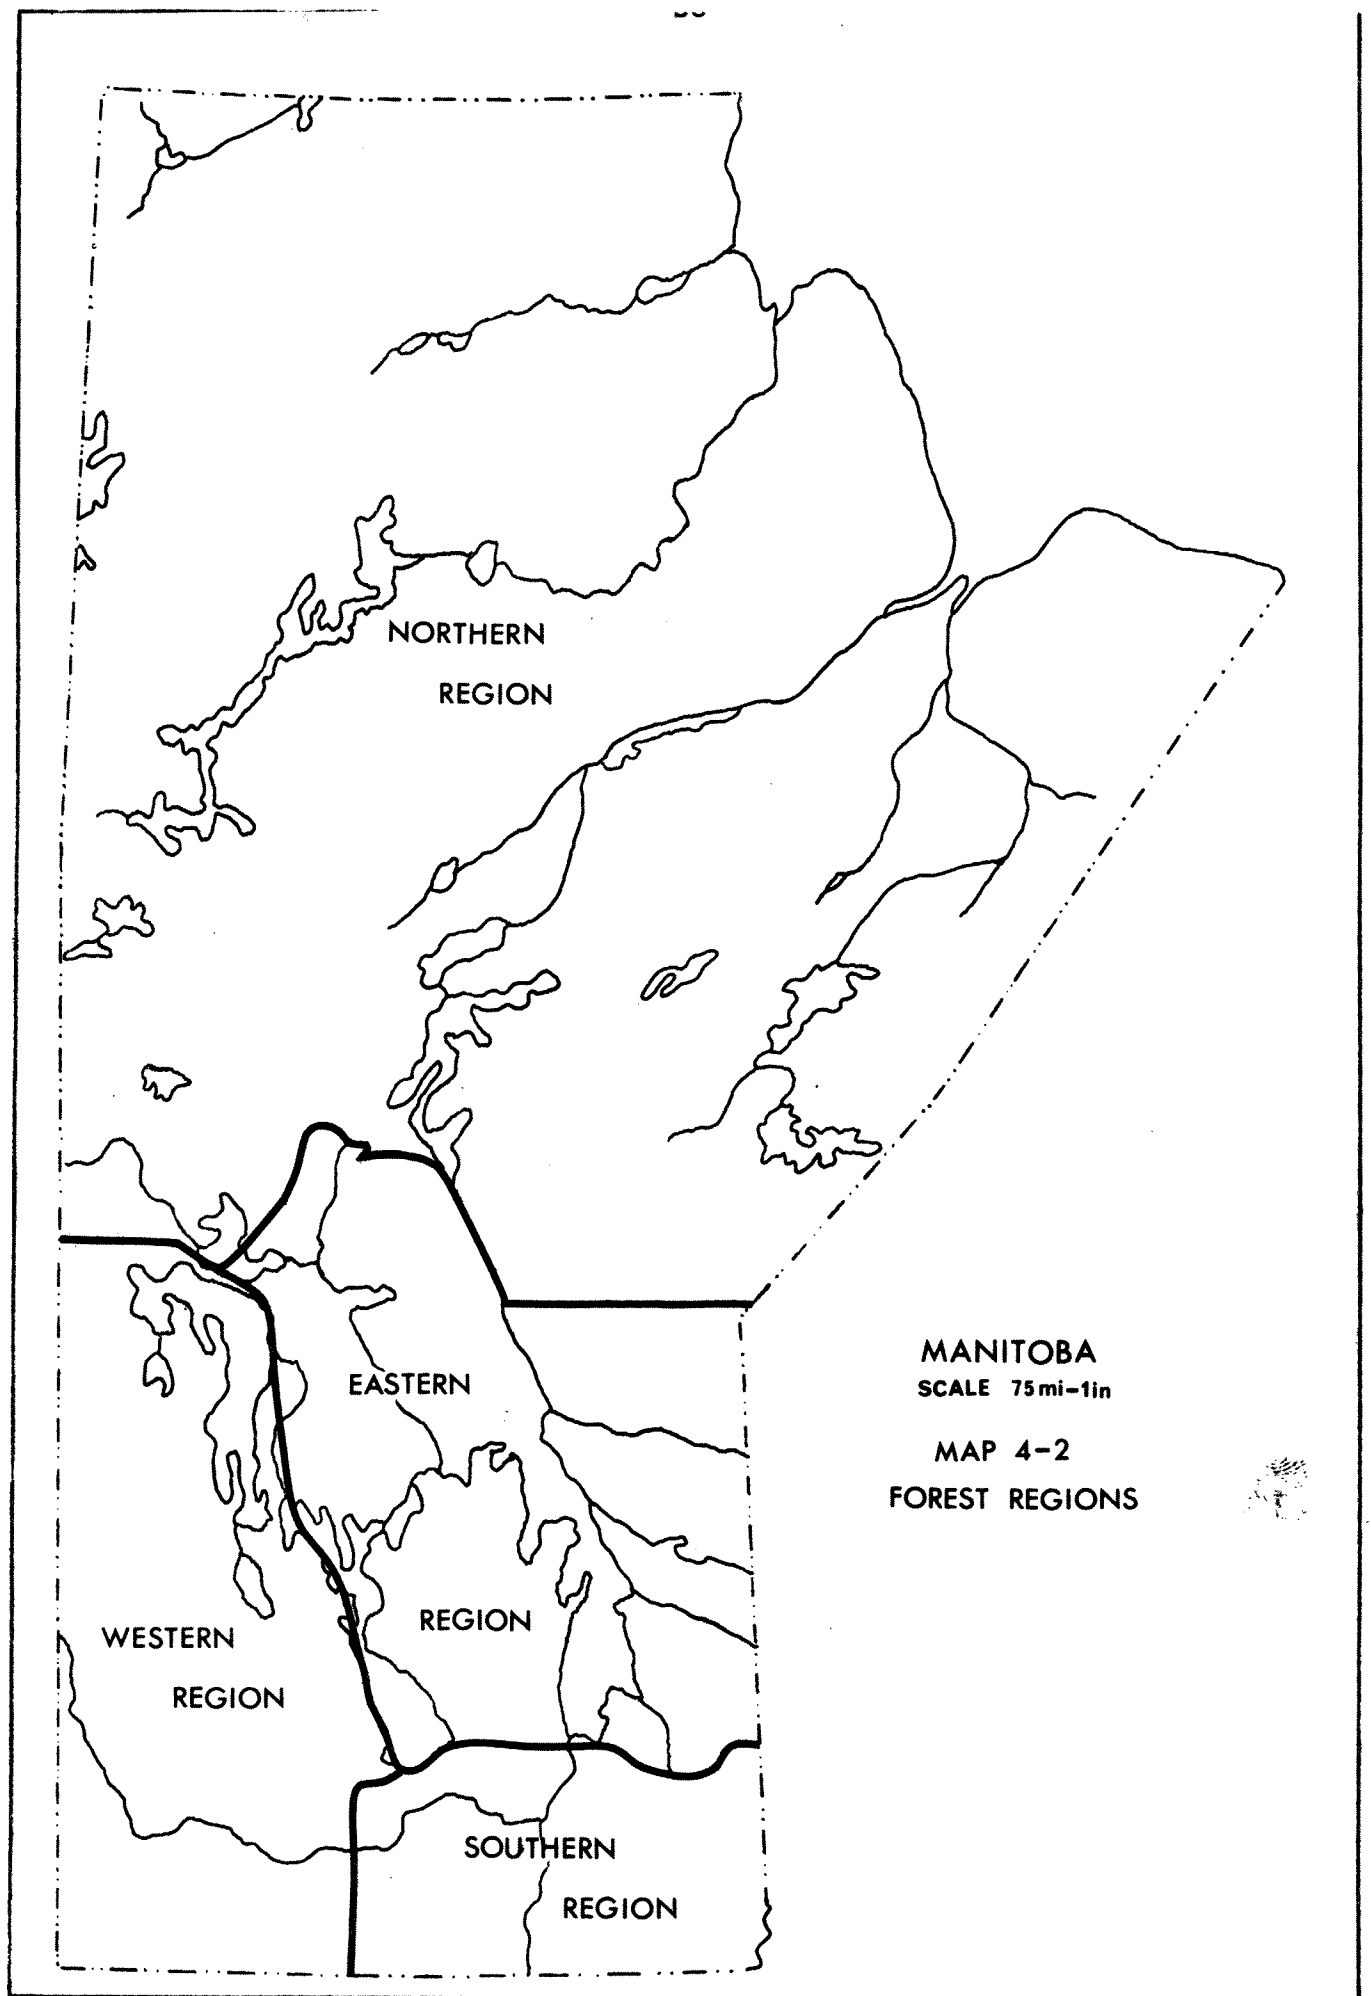 NORTHERN
REGION
MANITOBA
SCALE 75mi-1in
MAP 4-2
FOREST REGIONS
EASTERN
REGION
WESTERN
REGION
SOUTHERN
REGION